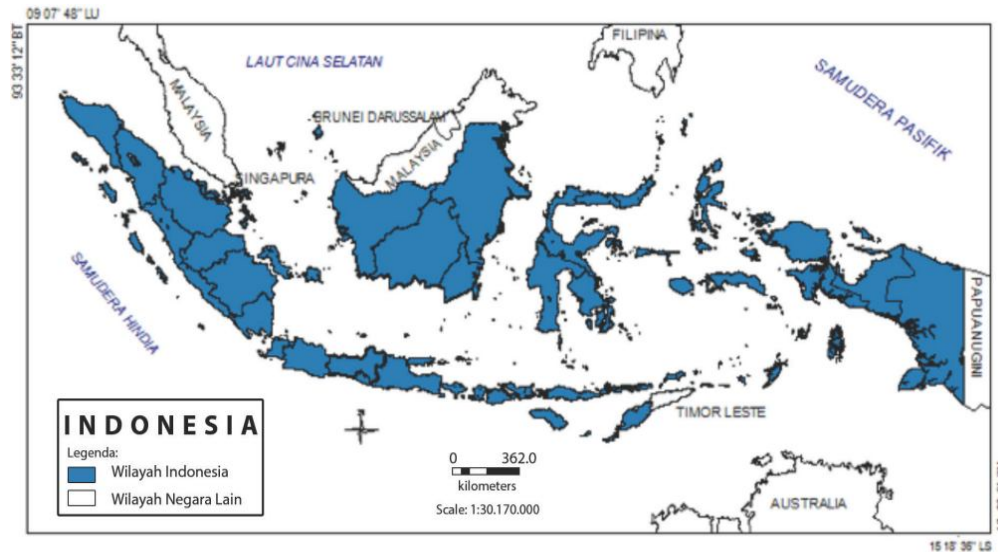 09 07' 48" LU
93 33' 12" BT
FILIPINA
LAUT CINA SELATAN
SAMUDERA PASIFIK
MALAYSIA
BRUNEI DARUSSALAM
MALAYSIA
SINGAPURA
SAMUDERA HINDIA
PAPUANUGINI
TIMOR LESTE
INDONESIA
Legenda:
Wilayah Indonesia
Wilayah Negara Lain
0 362.0
kilometers
Scale: 1:30.170.000
AUSTRALIA
15 18' 36" LS